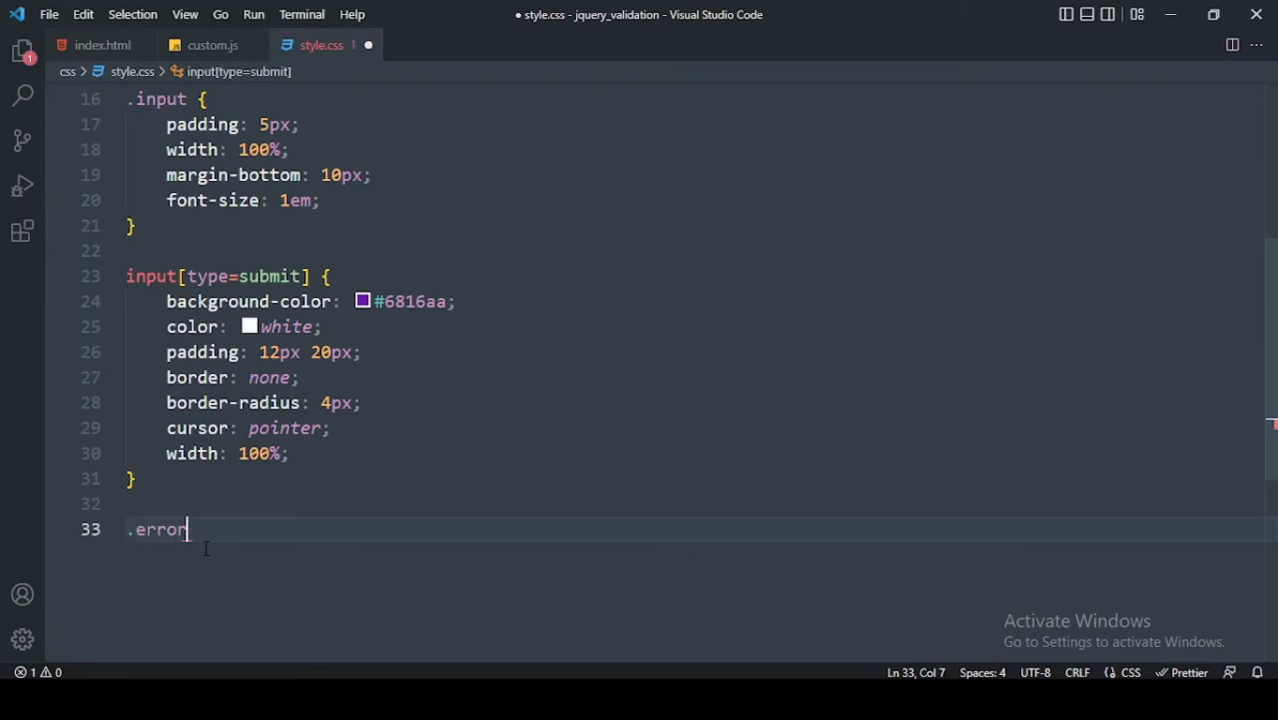 File Edit Selection View Go Run Terminal Help
● style.css - jquery_validation - Visual Studio Code
index.html custom.js style.css 1 ●
css > style.css > input[type=submit]
1
16 .input {
17 padding: 5px;
18 width: 100%;
19 margin-bottom: 10px;
20 font-size: 1em;
21 }
22
23 input[type=submit] {
24 background-color: #6816aa;
25 color: white;
26 padding: 12px 20px;
27 border: none;
28 border-radius: 4px;
29 cursor: pointer;
30 width: 100%;
31 }
32
33 .error
Activate Windows
Go to Settings to activate Windows.
1 0 Ln 33, Col 7 Spaces: 4 UTF-8 CRLF {} CSS Prettier